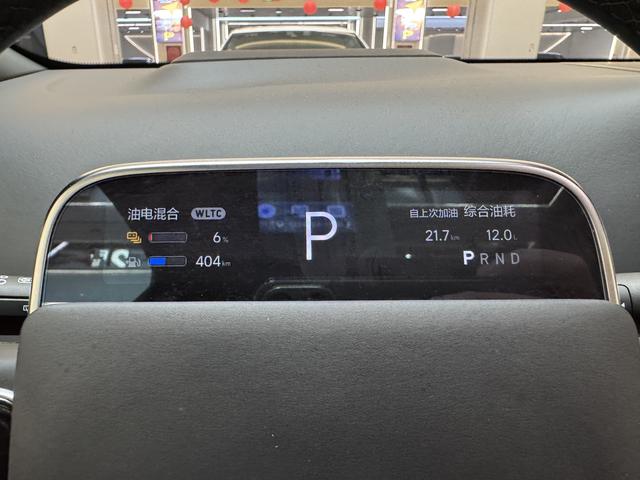 油电混合 WLTC
6%
404km
P
自上次加油 综合油耗
21.7km 12.0L
PRND